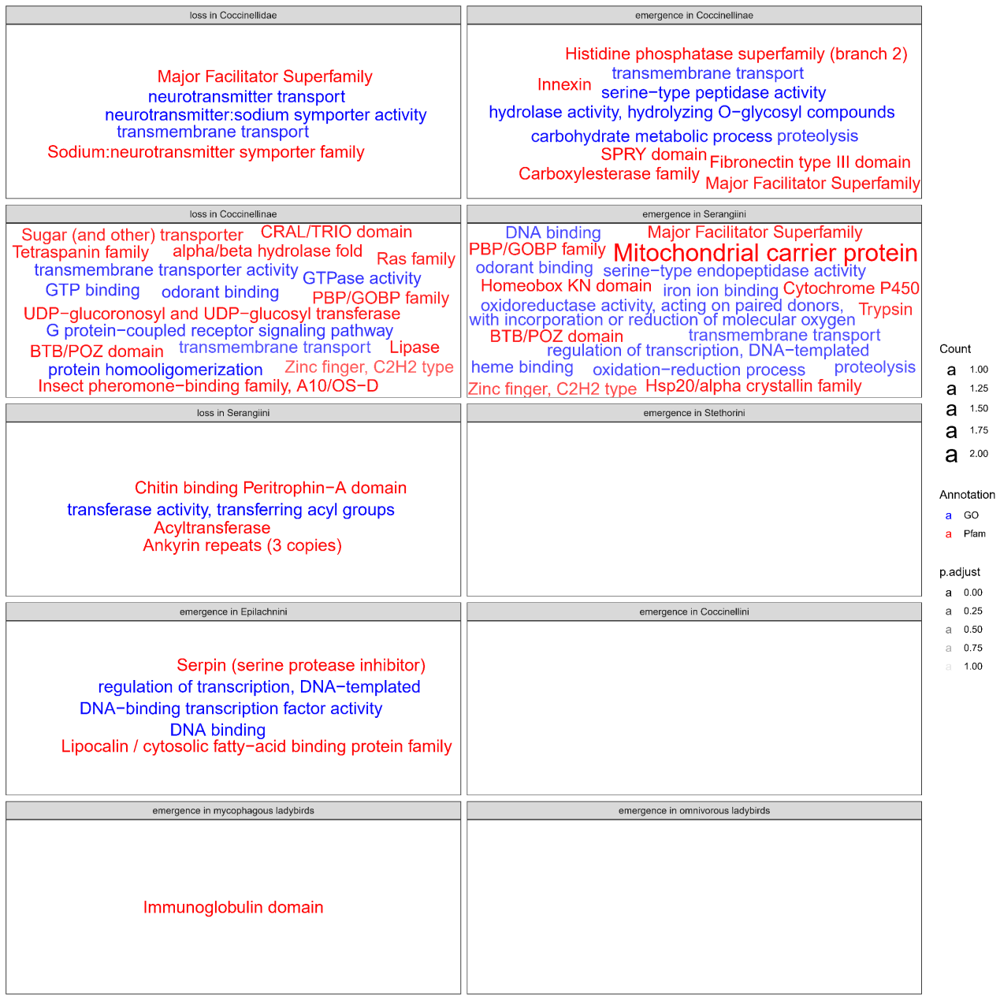 loss in Coccinellidae
Major Facilitator Superfamily
neurotransmitter transport
neurotransmitter:sodium symporter activity
transmembrane transport
Sodium:neurotransmitter symporter family
emergence in Coccinellinae
Histidine phosphatase superfamily (branch 2)
transmembrane transport
Innexin
serine−type peptidase activity
hydrolase activity, hydrolyzing O−glycosyl compounds
carbohydrate metabolic process
proteolysis
SPRY domain
Fibronectin type III domain
Carboxylesterase family
Major Facilitator Superfamily
loss in Coccinellinae
Sugar (and other) transporter
CRAL/TRIO domain
Tetraspanin family
alpha/beta hydrolase fold
Ras family
transmembrane transporter activity
GTPase activity
GTP binding
odorant binding
PBP/GOBP family
UDP−glucoronosyl and UDP−glucosyl transferase
G protein−coupled receptor signaling pathway
BTB/POZ domain
transmembrane transport
Lipase
protein homooligomerization
Zinc finger, C2H2 type
Insect pheromone−binding family, A10/OS−D
emergence in Serangiini
DNA binding
Major Facilitator Superfamily
PBP/GOBP family
Mitochondrial carrier protein
odorant binding
serine−type endopeptidase activity
Homeobox KN domain
iron ion binding
Cytochrome P450
oxidoreductase activity, acting on paired donors,
with incorporation or reduction of molecular oxygen
Trypsin
BTB/POZ domain
transmembrane transport
regulation of transcription, DNA−templated
heme binding
oxidation−reduction process
proteolysis
Zinc finger, C2H2 type
Hsp20/alpha crystallin family
loss in Serangiini
Chitin binding Peritrophin−A domain
transferase activity, transferring acyl groups
Acyltransferase
Ankyrin repeats (3 copies)
emergence in Stethorini
emergence in Epilachnini
Serpin (serine protease inhibitor)
regulation of transcription, DNA−templated
DNA−binding transcription factor activity
DNA binding
Lipocalin / cytosolic fatty−acid binding protein family
emergence in Coccinellini
emergence in mycophagous ladybirds
Immunoglobulin domain
emergence in omnivorous ladybirds
Count
a 1.00
a 1.25
a 1.50
a 1.75
a 2.00
Annotation
a GO
a Pfam
p.adjust
a 0.00
a 0.25
a 0.50
a 0.75
a 1.00